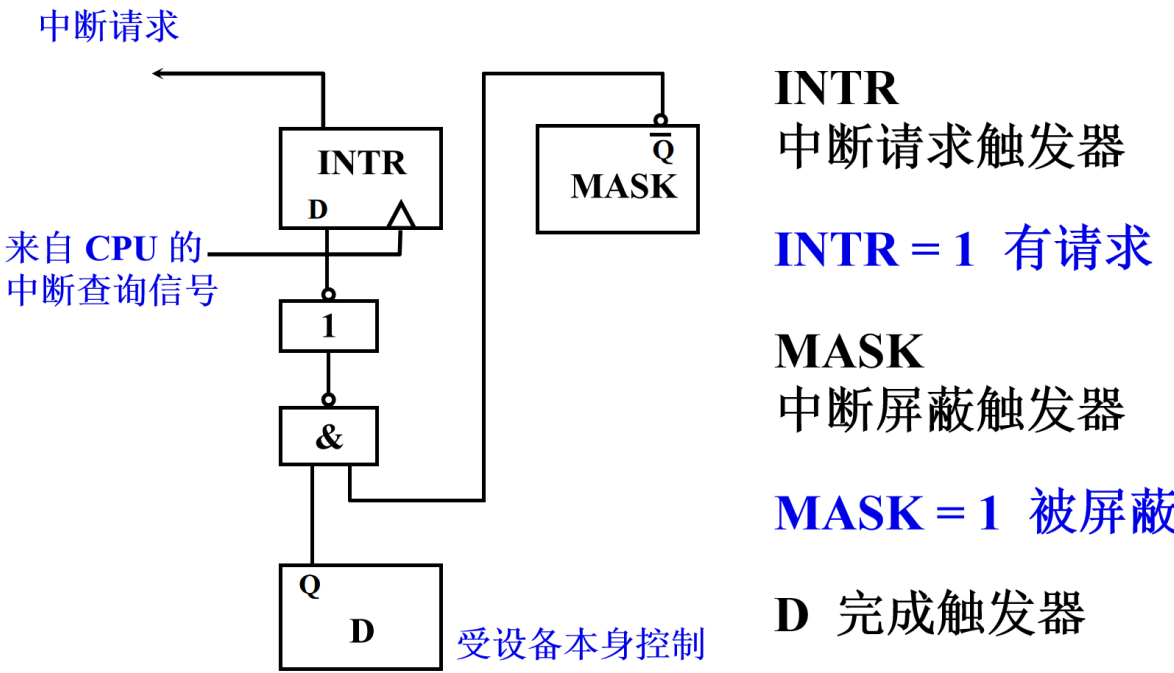 中断请求
INTR
D
来自 CPU 的
中断查询信号
1
&
Q
D
受设备本身控制
Q̅
MASK
INTR
中断请求触发器
INTR = 1 有请求
MASK
中断屏蔽触发器
MASK = 1 被屏蔽
D 完成触发器